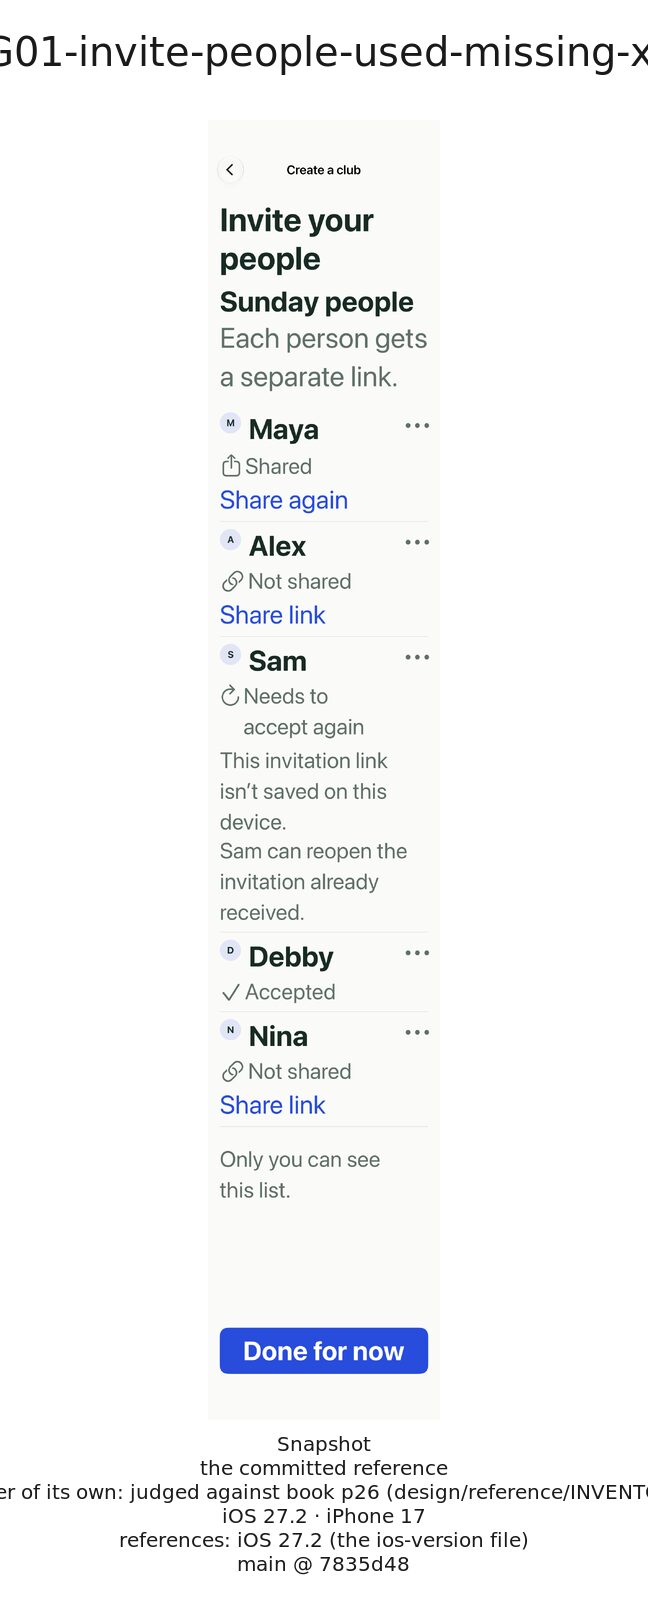 G01-invite-people-used-missing-x
Create a club
Invite your
people
Sunday people
Each person gets
a separate link.
M Maya
Shared
Share again
A Alex
Not shared
Share link
S Sam
Needs to
accept again
This invitation link
isn’t saved on this
device.
Sam can reopen the
invitation already
received.
D Debby
Accepted
N Nina
Not shared
Share link
Only you can see
this list.
Done for now
Snapshot
the committed reference
er of its own: judged against book p26 (design/reference/INVENTO
iOS 27.2 · iPhone 17
references: iOS 27.2 (the ios-version file)
main @ 7835d48